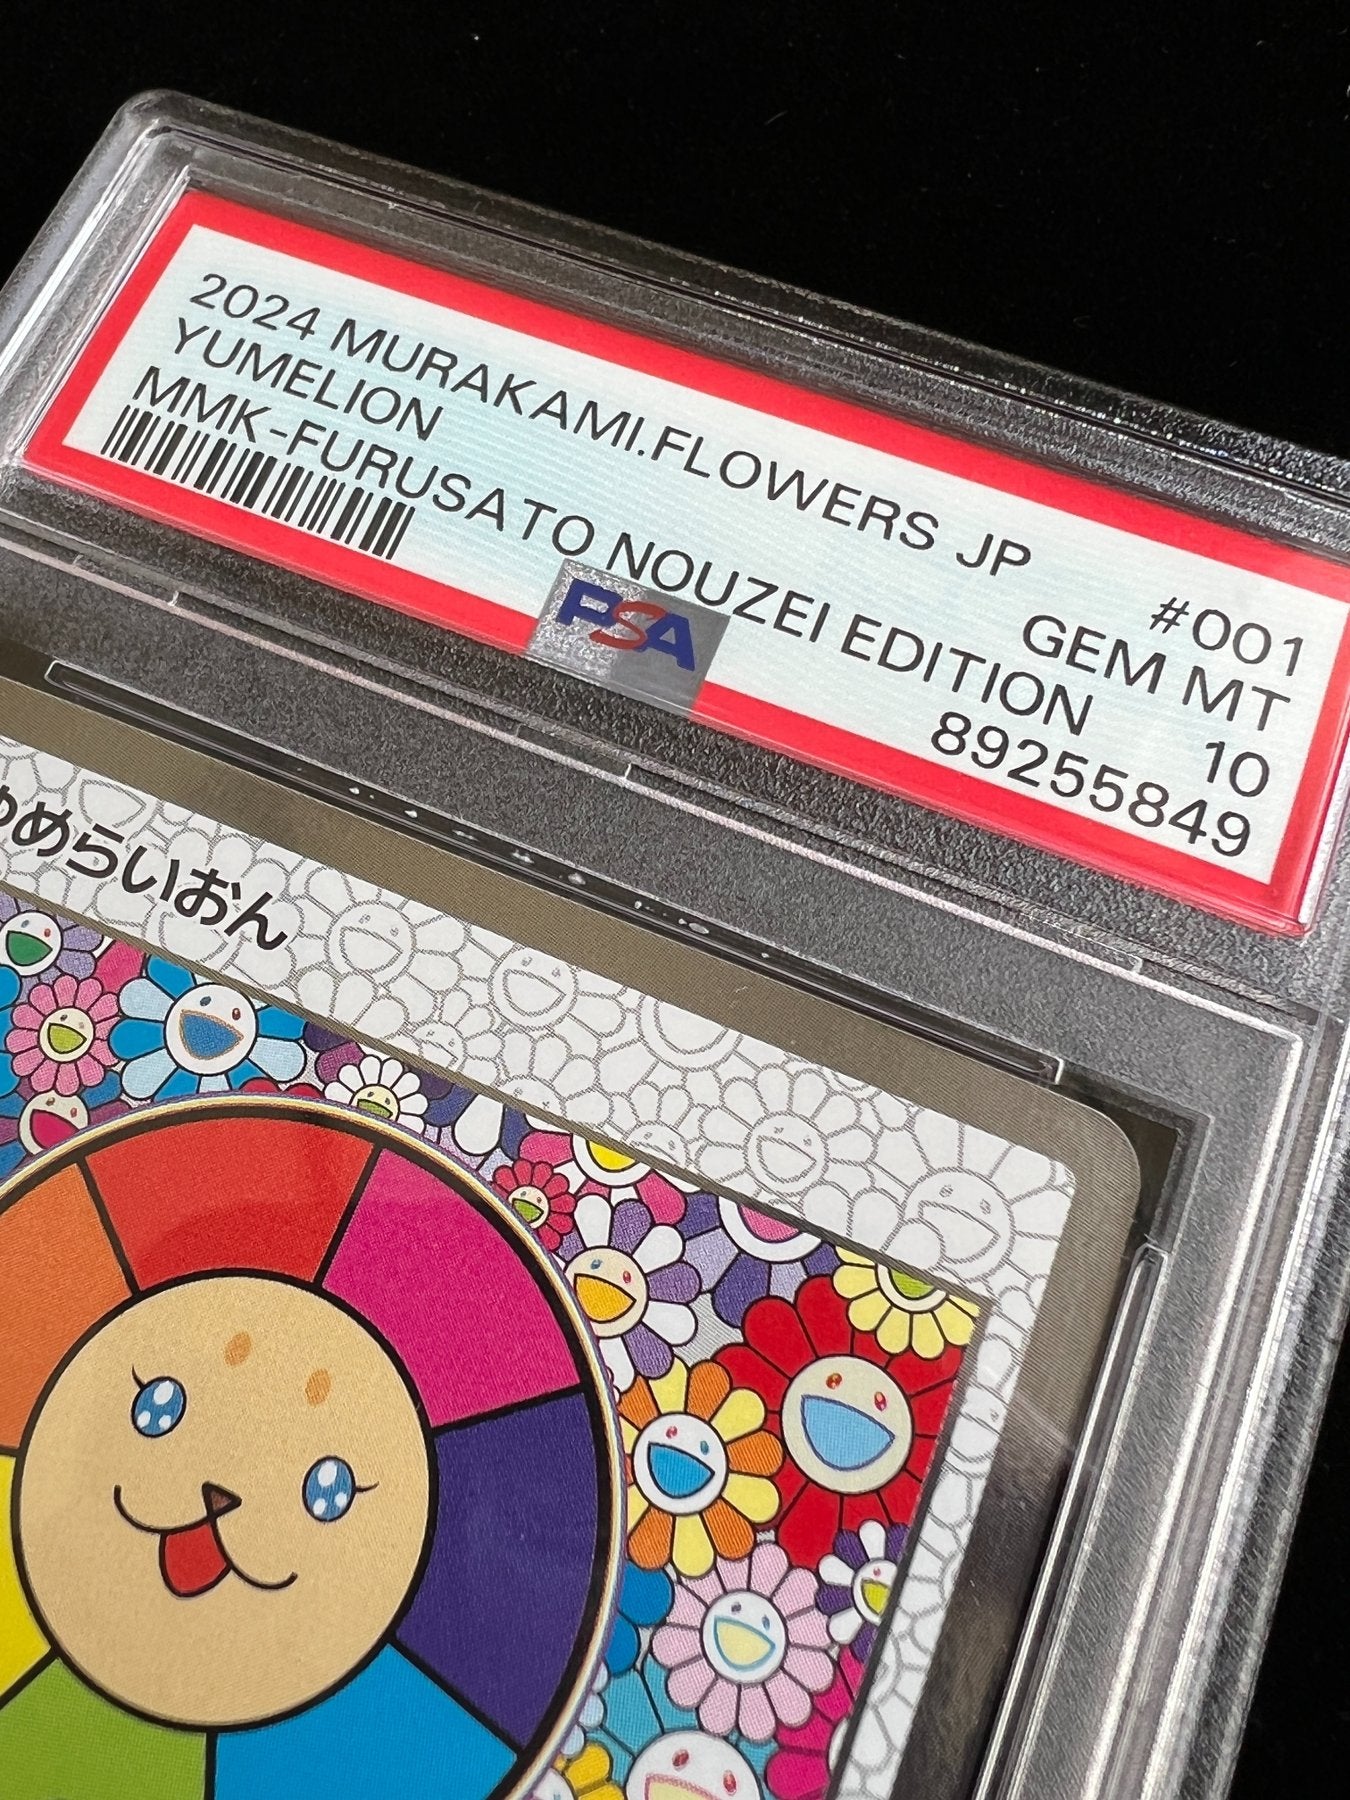 2024 MURAKAMI.FLOWERS JP #001
YUMELION GEM MT
MMK-FURUSATO NOUZEI EDITION 10
89255849
PSA
ゅめらいおん